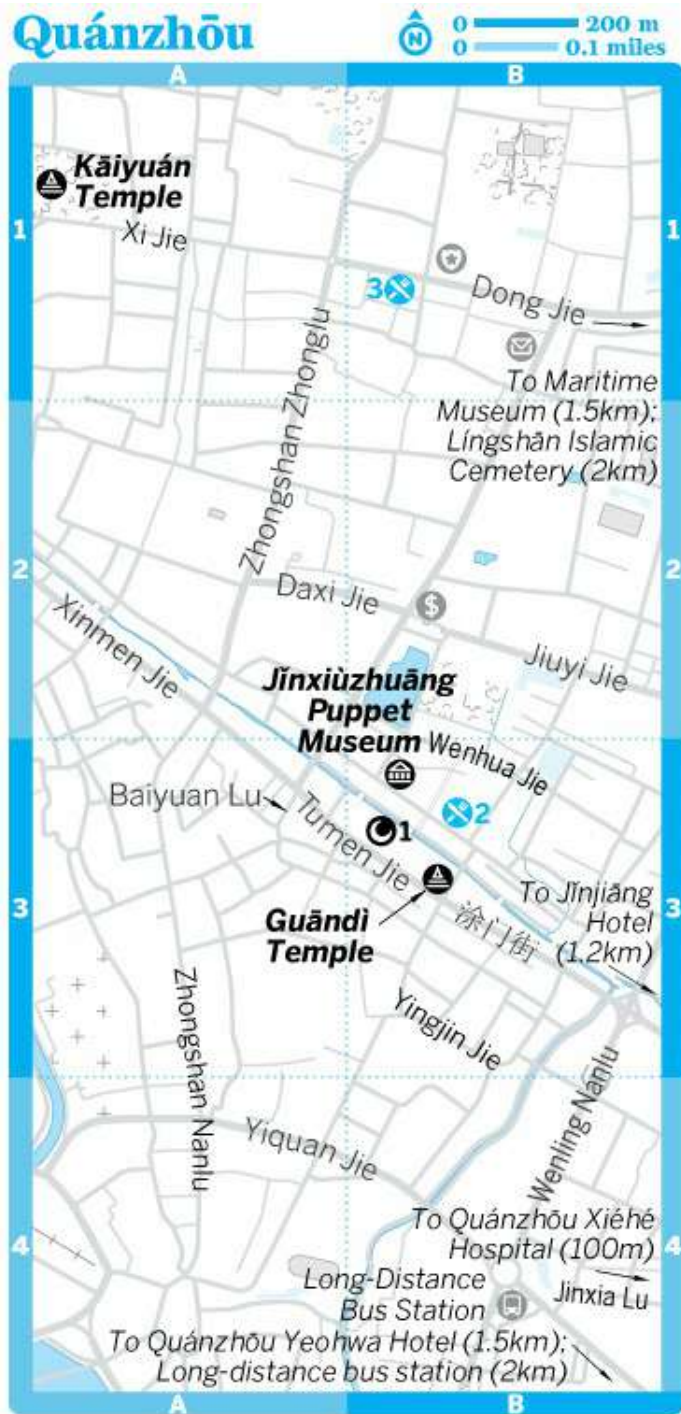 Quánzhōu
N
0 200 m
0 0.1 miles
A B
Kāiyuán
Temple
1 1
Xi Jie
3
Dong Jie
To Maritime
Museum (1.5km);
Língshān Islamic
Cemetery (2km)
Zhongshan Zhonglu
2 2
Daxi Jie
$
Xinmen Jie
Jiuyi Jie
Jǐnxiùzhuāng
Puppet
Museum
Wenhua Jie
Baiyuan Lu
2
1
Tumen Jie
涂门街
3 3
To Jǐnjiāng
Hotel
(1.2km)
Guāndì
Temple
Zhongshan Nanlu
Yingjin Jie
Wenling Nanlu
Yiquan Jie
4 4
To Quánzhōu Xiéhé
Hospital (100m)
Jinxia Lu
Long-Distance
Bus Station
To Quánzhōu Yeohwa Hotel (1.5km);
Long-distance bus station (2km)
A B